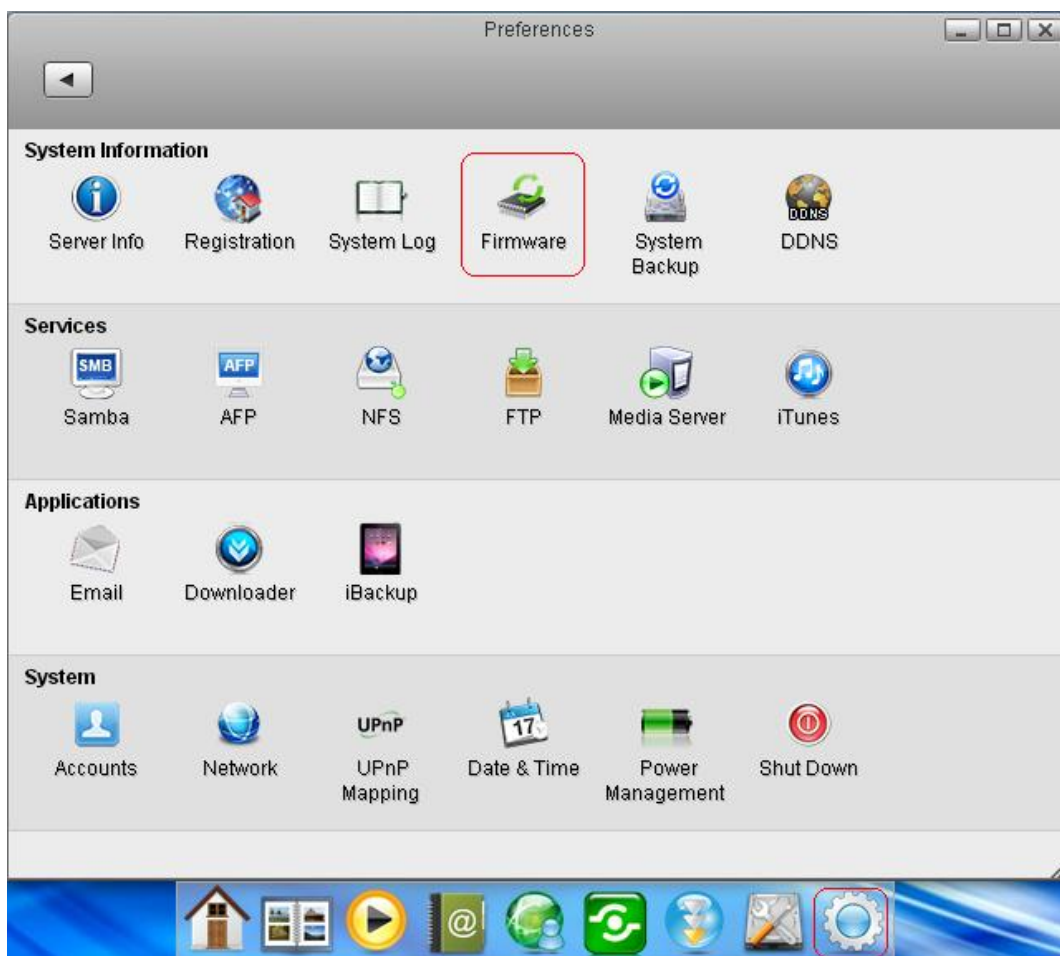 Preferences
System Information
Server Info
Registration
System Log
Firmware
System
Backup
DDNS
DDNS
Services
SMB
Samba
AFP
AFP
NFS
FTP
Media Server
iTunes
Applications
Email
Downloader
iBackup
System
Accounts
Network
UPnP
UPnP
Mapping
17
Date & Time
Power
Management
Shut Down
@